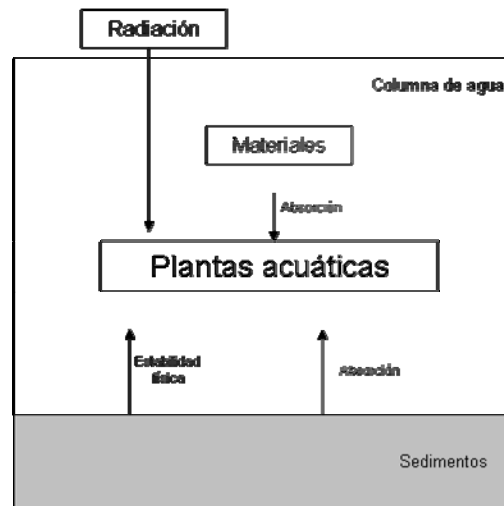 Radiación
Columna de agua
Materiales
Absorción
Plantas acuáticas
Estabilidad
física
Absorción
Sedimentos